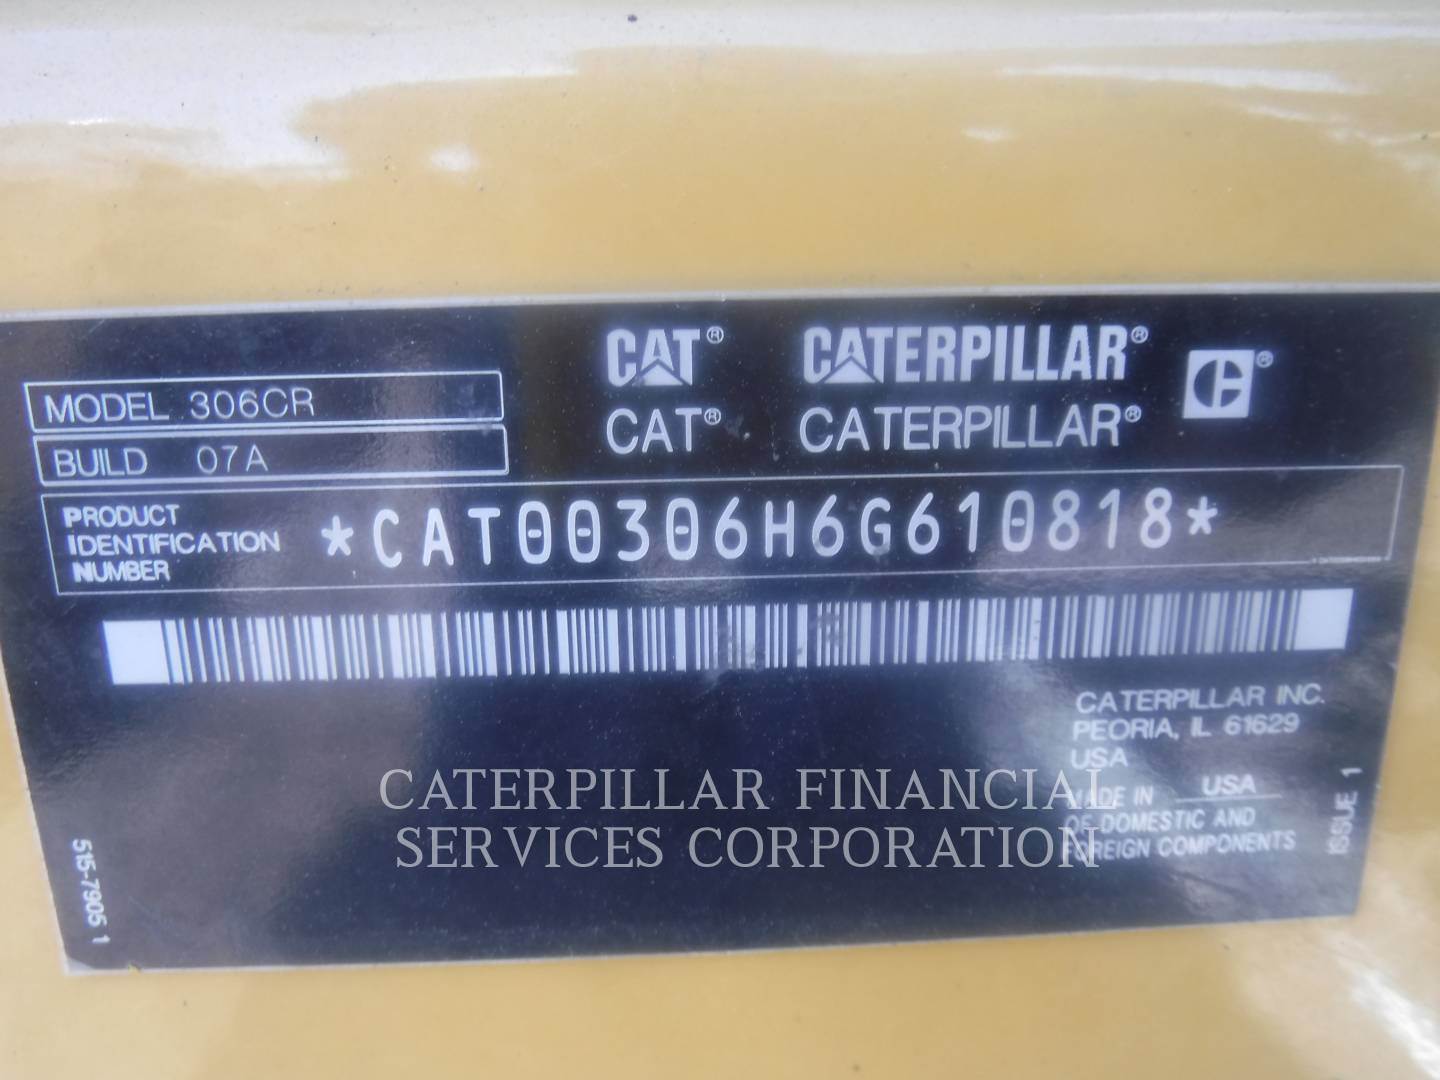 CAT® CATERPILLAR® C®
CAT® CATERPILLAR®
MODEL 306CR
BUILD 07A
PRODUCT
IDENTIFICATION
NUMBER
*CAT00306H6G610818*
CATERPILLAR INC.
PEORIA, IL 61629
USA
MADE IN USA
OF DOMESTIC AND
FOREIGN COMPONENTS
ISSUE 1
515-7905 1
CATERPILLAR FINANCIAL
SERVICES CORPORATION